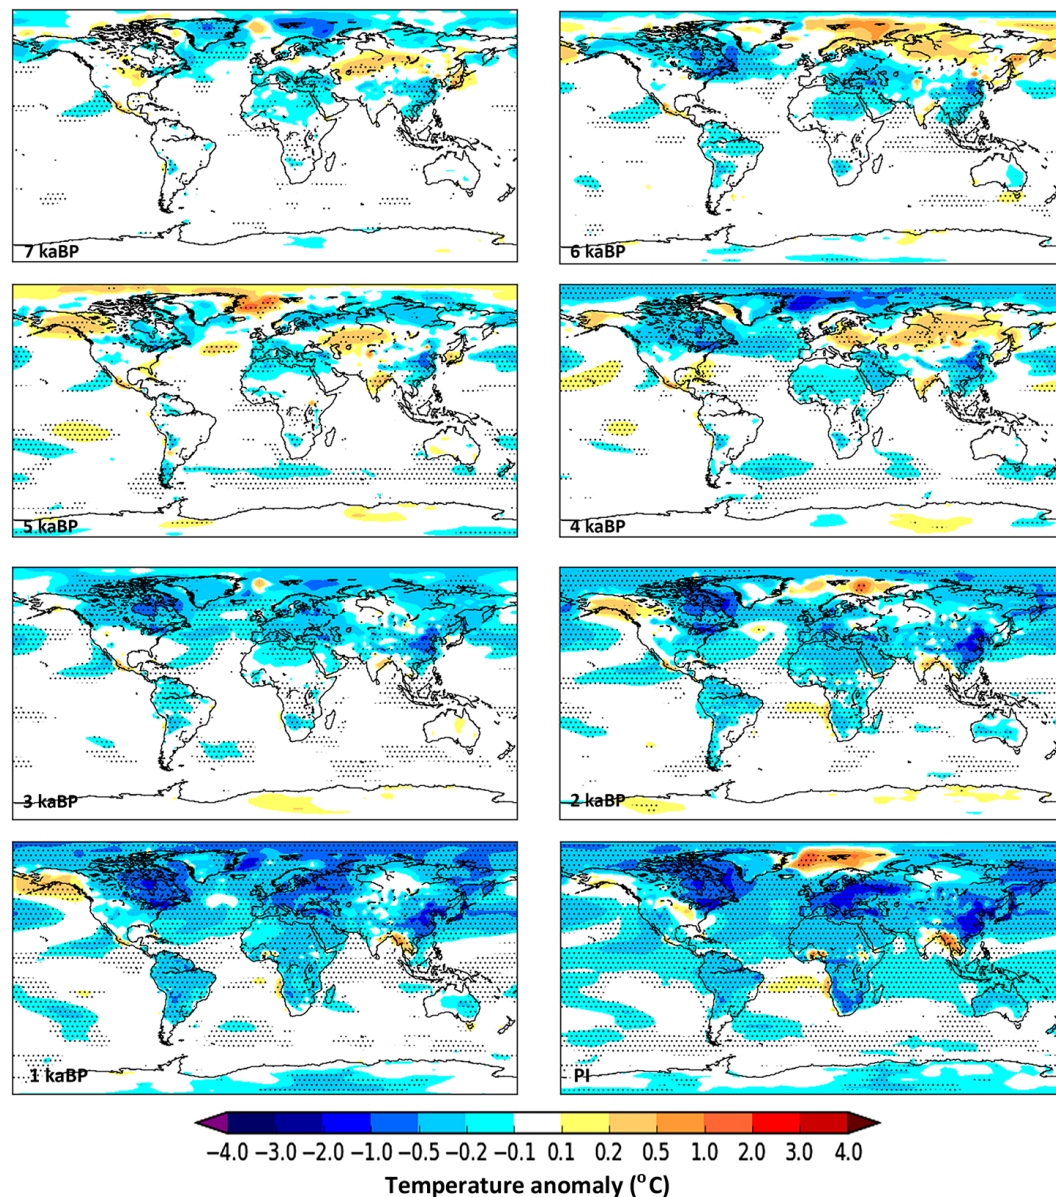 7 kaBP
6 kaBP
5 kaBP
4 kaBP
3 kaBP
2 kaBP
1 kaBP
PI
−4.0 −3.0 −2.0 −1.0 −0.5 −0.2 −0.1 0.1 0.2 0.5 1.0 2.0 3.0 4.0
Temperature anomaly (°C)